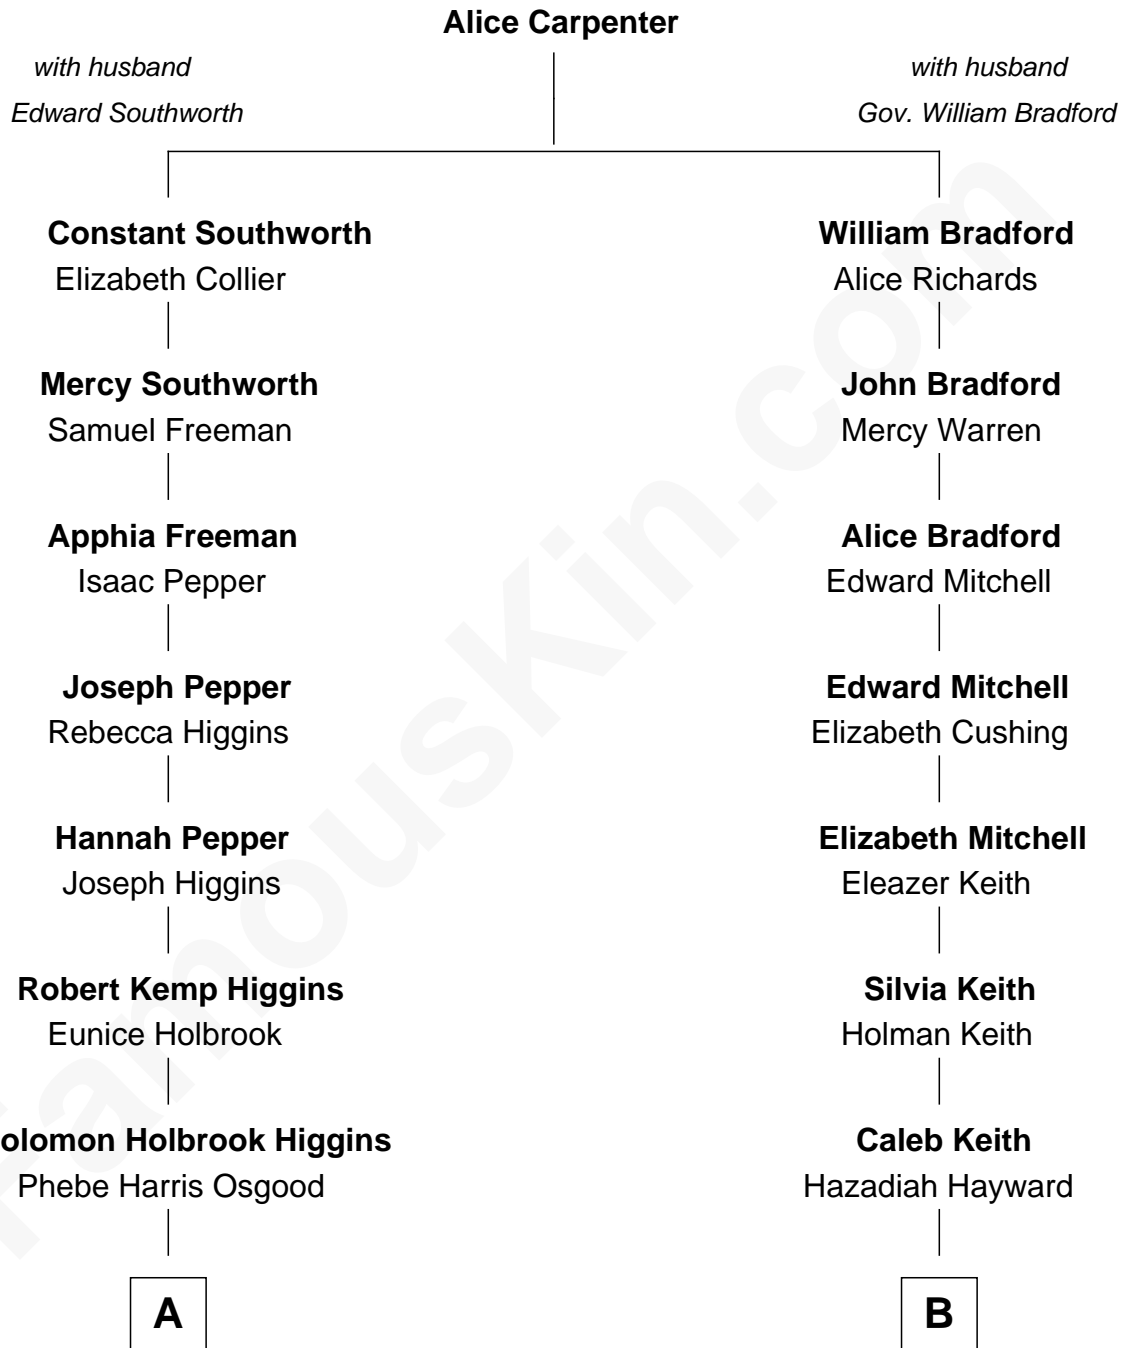 Alice Carpenter
with husband
Edward Southworth
with husband
Gov. William Bradford
Constant Southworth
Elizabeth Collier
William Bradford
Alice Richards
Mercy Southworth
Samuel Freeman
John Bradford
Mercy Warren
Apphia Freeman
Isaac Pepper
Alice Bradford
Edward Mitchell
Joseph Pepper
Rebecca Higgins
Edward Mitchell
Elizabeth Cushing
Hannah Pepper
Joseph Higgins
Elizabeth Mitchell
Eleazer Keith
Robert Kemp Higgins
Eunice Holbrook
Silvia Keith
Holman Keith
olomon Holbrook Higgins
Phebe Harris Osgood
Caleb Keith
Hazadiah Hayward
A
B
FamousKin.com